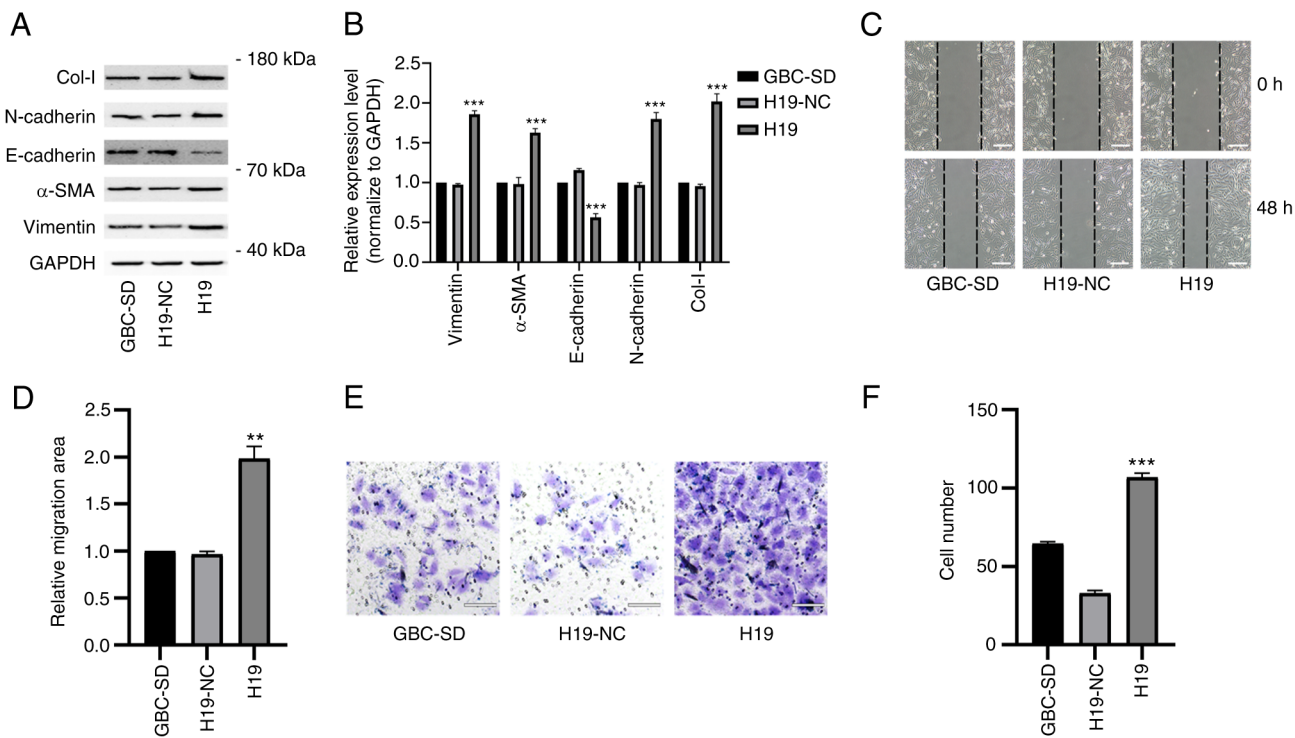 A
Col-I
N-cadherin
E-cadherin
α-SMA
Vimentin
GAPDH
- 180 kDa
- 70 kDa
- 40 kDa
GBC-SD
H19-NC
H19
B
Relative expression level
(normalize to GAPDH)
2.5
2.0
1.5
1.0
0.5
0.0
***
***
***
***
***
Vimentin
α-SMA
E-cadherin
N-cadherin
Col-I
GBC-SD
H19-NC
H19
C
0 h
48 h
GBC-SD
H19-NC
H19
D
Relative migration area
2.5
2.0
1.5
1.0
0.5
0.0
**
GBC-SD
H19-NC
H19
E
GBC-SD
H19-NC
H19
F
Cell number
150
100
50
0
***
GBC-SD
H19-NC
H19